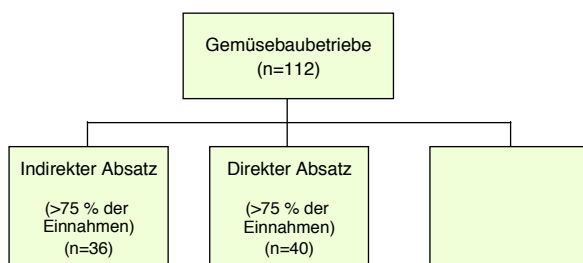 Gemüsebaubetriebe
(n=112)
Indirekter Absatz
(>75 % der
Einnahmen)
(n=36)
Direkter Absatz
(>75 % der
Einnahmen)
(n=40)